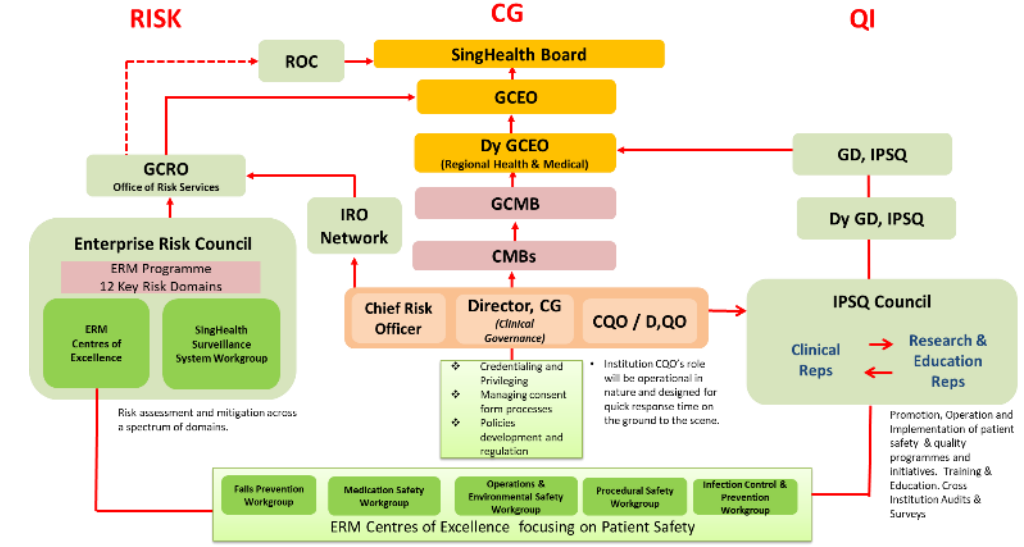 RISK
CG
QI
ROC
SingHealth Board
GCEO
Dy GCEO
(Regional Health & Medical)
GD, IPSQ
GCRO
Office of Risk Services
GCMB
IRO
Network
Dy GD, IPSQ
Enterprise Risk Council
ERM Programme
12 Key Risk Domains
CMBs
ERM
Centres of
Excellence
SingHealth
Surveillance
System Workgroup
Chief Risk
Officer
Director, CG
(Clinical
Governance)
CQO / D,QO
IPSQ Council
Clinical
Reps
Research &
Education
Reps
Risk assessment and mitigation across
a spectrum of domains.
❖ Credentialing and
Privileging
❖ Managing consent
form processes
❖ Policies
development and
regulation
• Institution CQO's role
will be operational in
nature and designed for
quick response time on
the ground to the scene.
Promotion, Operation and
Implementation of patient
safety & quality
programmes and
initiatives. Training &
Education. Cross
Institution Audits &
Surveys
Falls Prevention
Workgroup
Medication Safety
Workgroup
Operations &
Environmental Safety
Workgroup
Procedural Safety
Workgroup
Infection Control &
Prevention
Workgroup
ERM Centres of Excellence focusing on Patient Safety